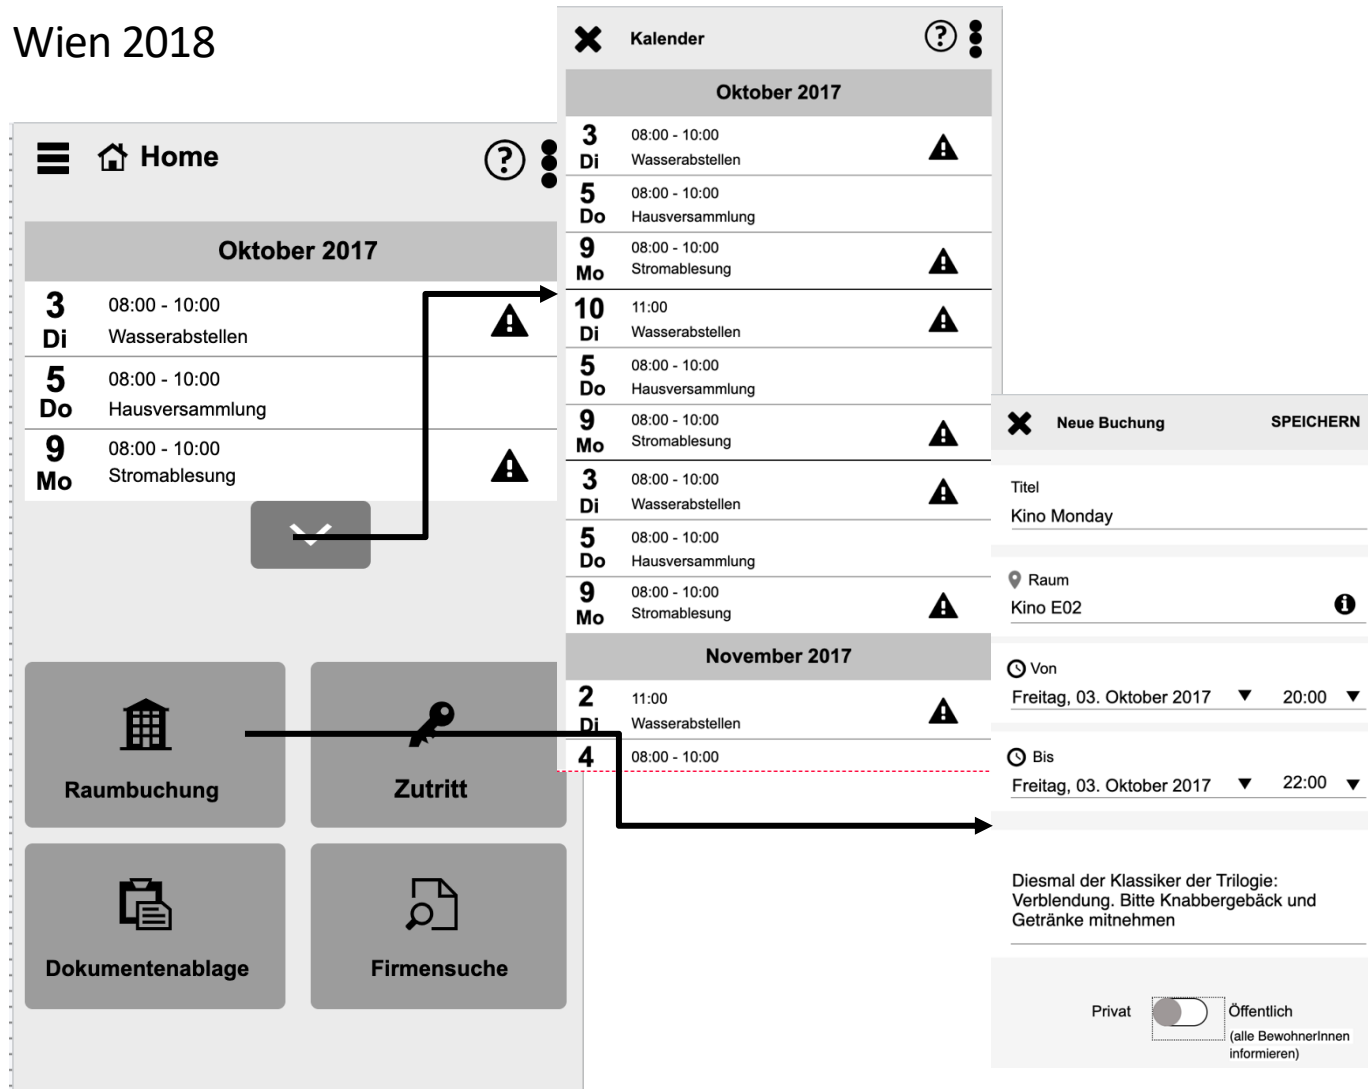 Wien 2018
Home
?
Oktober 2017
3
Di
08:00 - 10:00
Wasserabstellen
5
Do
08:00 - 10:00
Hausversammlung
9
Mo
08:00 - 10:00
Stromablesung
Raumbuchung
Zutritt
Dokumentenablage
Firmensuche
Kalender
?
Oktober 2017
3
Di
08:00 - 10:00
Wasserabstellen
5
Do
08:00 - 10:00
Hausversammlung
9
Mo
08:00 - 10:00
Stromablesung
10
Di
11:00
Wasserabstellen
5
Do
08:00 - 10:00
Hausversammlung
9
Mo
08:00 - 10:00
Stromablesung
3
Di
08:00 - 10:00
Wasserabstellen
5
Do
08:00 - 10:00
Hausversammlung
9
Mo
08:00 - 10:00
Stromablesung
November 2017
2
Di
11:00
Wasserabstellen
4
08:00 - 10:00
Neue Buchung
SPEICHERN
Titel
Kino Monday
Raum
Kino E02
Von
Freitag, 03. Oktober 2017 20:00
Bis
Freitag, 03. Oktober 2017 22:00
Diesmal der Klassiker der Trilogie:
Verblendung. Bitte Knabbergebäck und
Getränke mitnehmen
Privat
Öffentlich
(alle BewohnerInnen
informieren)